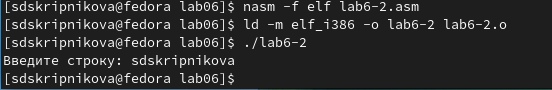 [sdskripnikova@fedora lab06]$ nasm -f elf lab6-2.asm
[sdskripnikova@fedora lab06]$ ld -m elf_i386 -o lab6-2 lab6-2.o
[sdskripnikova@fedora lab06]$ ./lab6-2
Введите строку: sdskripnikova
[sdskripnikova@fedora lab06]$